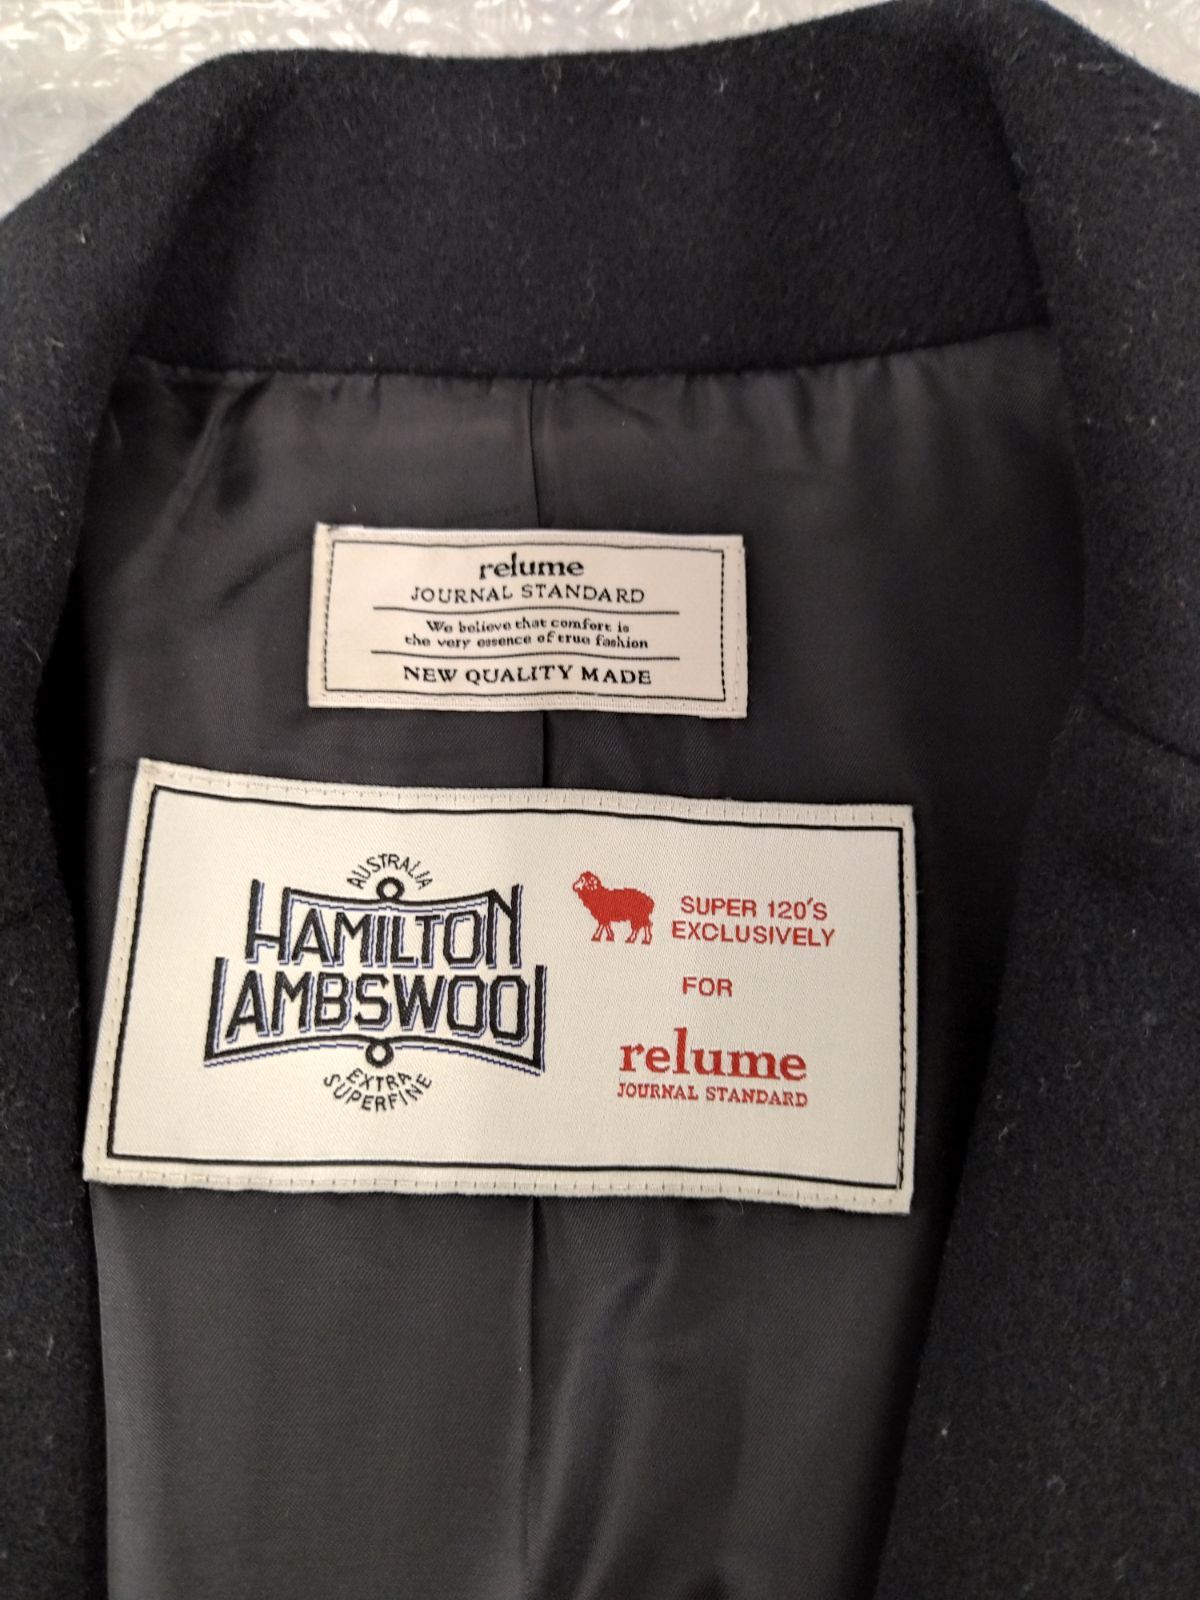 relume
JOURNAL STANDARD
We believe that comfort is
the very essence of true fashion
NEW QUALITY MADE
AUSTRALIA
HAMILTON
LAMBSWOOL
EXTRA
SUPERFINE
SUPER 120'S
EXCLUSIVELY
FOR
relume
JOURNAL STANDARD